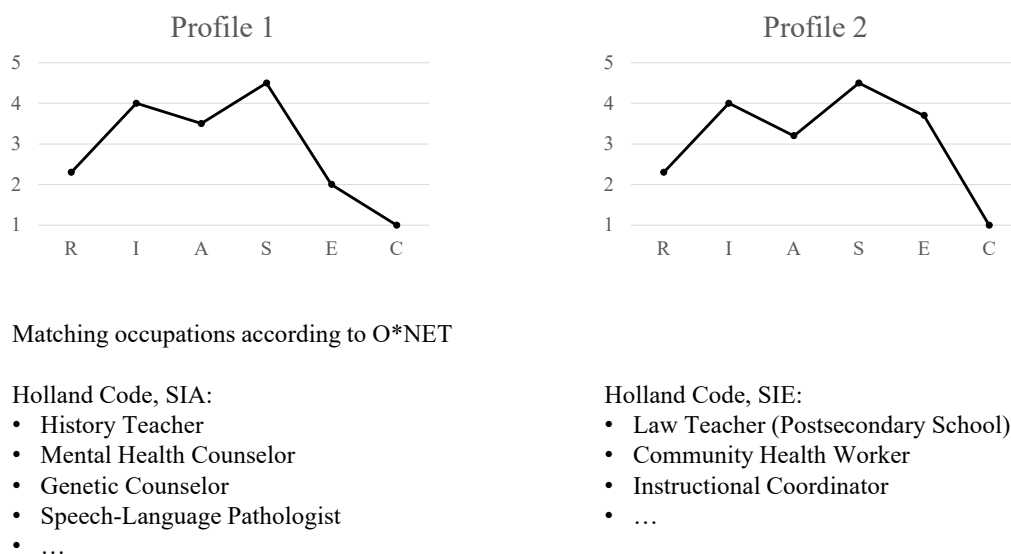 Profile 1
5
4
3
2
1
R I A S E C
Profile 2
5
4
3
2
1
R I A S E C
Matching occupations according to O*NET
Holland Code, SIA:
• History Teacher
• Mental Health Counselor
• Genetic Counselor
• Speech-Language Pathologist
• …
Holland Code, SIE:
• Law Teacher (Postsecondary School)
• Community Health Worker
• Instructional Coordinator
• …